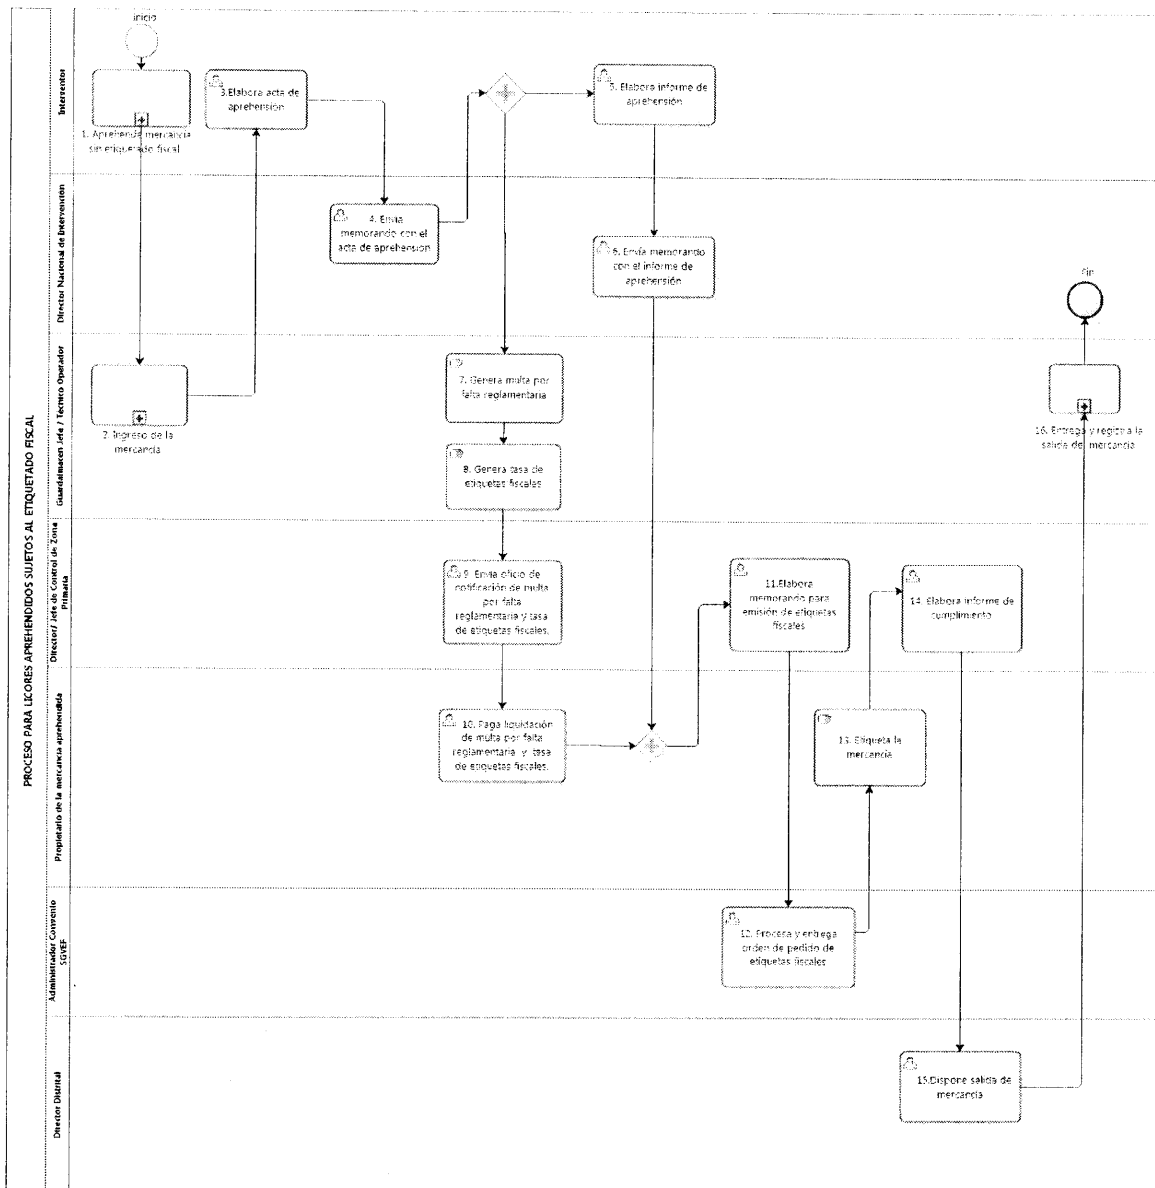 PROCESO PARA LICORES APREHENDIDOS SUJETOS AL ETIQUETADO FISCAL
Interventor
Inicio
1. Aprehende mercancía
sin etiquetado fiscal
3.Elabora acta de
aprehensión
5. Elabora informe de
aprehensión
Director Nacional de Intervención
4. Envía
memorando con el
acta de aprehensión
6. Envía memorando
con el informe de
aprehensión
Fin
Guardalmacen Jefe / Técnico Operador
2. Ingreso de la
mercancía
7. Genera multa por
falta reglamentaria
8. Genera tasa de
etiquetas fiscales
16. Entrega y registra la
salida de mercancía
Director/ Jefe de Control de Zona
Primaria
9. Envía oficio de
notificación de multa
por falta
reglamentaria y tasa
de etiquetas fiscales.
11.Elabora
memorando para
emisión de etiquetas
fiscales
14. Elabora informe de
cumplimiento
Propietario de la mercancía aprehendida
10. Paga liquidación
de multa por falta
reglamentaria y tasa
de etiquetas fiscales.
13. Etiqueta la
mercancía
Administrador Convenio
SGVEF
12. Procesa y entrega
orden de pedido de
etiquetas fiscales
Director Distrital
15.Dispone salida de
mercancía